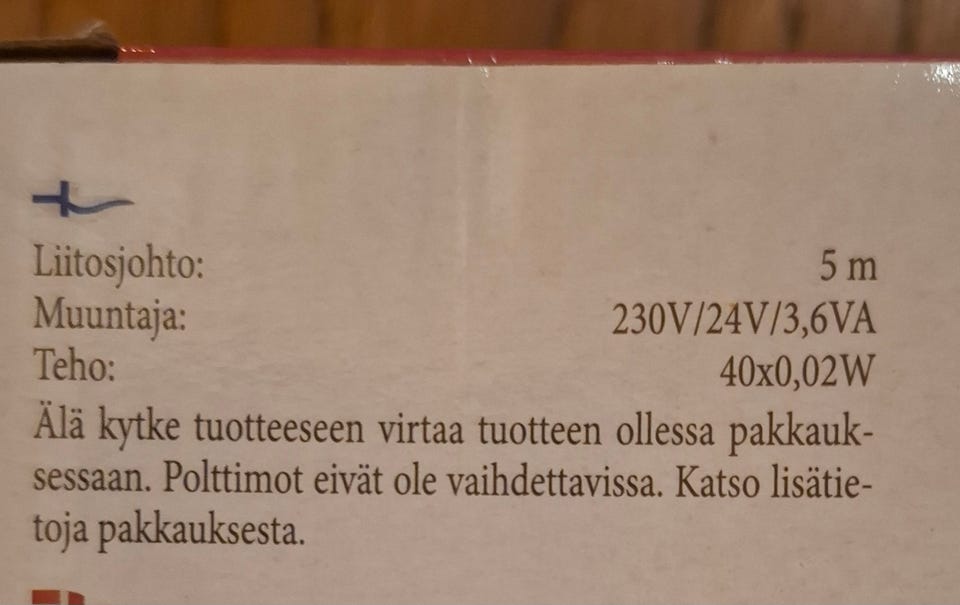 Liitosjohto: 5 m
Muuntaja: 230V/24V/3,6VA
Teho: 40x0,02W
Älä kytke tuotteeseen virtaa tuotteen ollessa pakkauk-
sessaan. Polttimot eivät ole vaihdettavissa. Katso lisätie-
toja pakkauksesta.